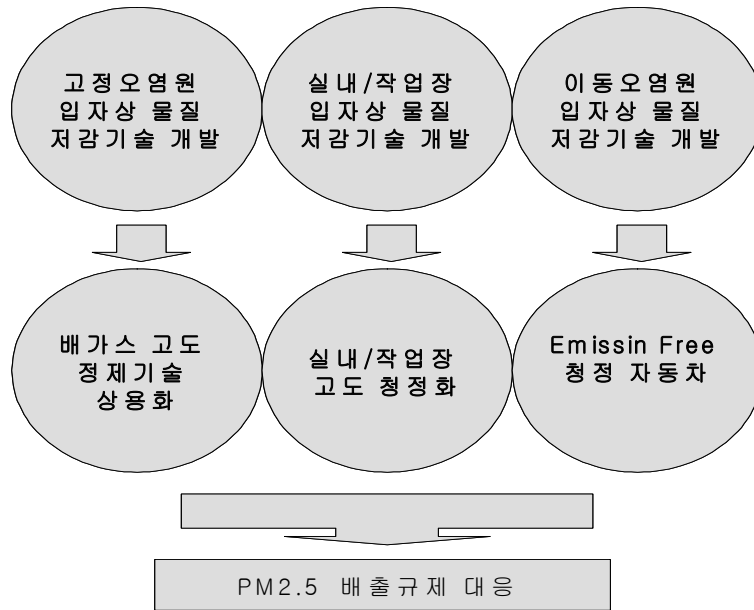 고정오염원
입자상 물질
저감기술 개발
실내/작업장
입자상 물질
저감기술 개발
이동오염원
입자상 물질
저감기술 개발
배가스 고도
정제기술
상용화
실내/작업장
고도 청정화
Emissin Free
청정 자동차
PM2.5 배출규제 대응